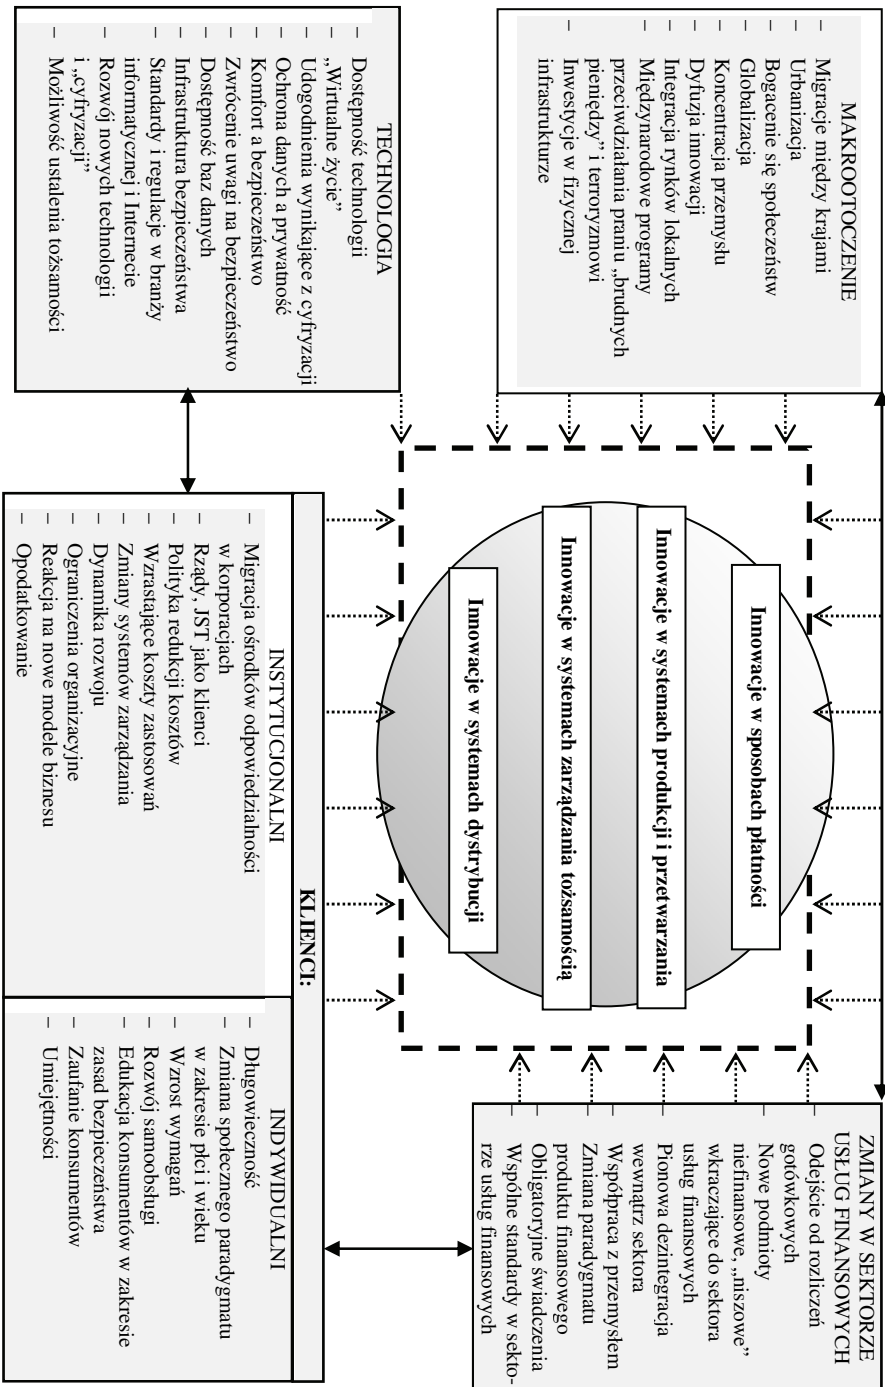 MAKROOTOCZENIE
– Migracje między krajami
– Urbanizacja
– Bogacenie się społeczeństw
– Globalizacja
– Koncentracja przemysłu
– Dyfuzja innowacji
– Integracja rynków lokalnych
– Międzynarodowe programy
przeciwdziałania praniu „brudnych
pieniędzy” i terroryzmowi
– Inwestycje w fizycznej
infrastrukturze
ZMIANY W SEKTORZE
USŁUG FINANSOWYCH
– Odejście od rozliczeń
gotówkowych
– Nowe podmioty
niefinansowe, „niszowe”
wkraczające do sektora
usług finansowych
– Pionowa dezintegracja
wewnątrz sektora
– Współpraca z przemysłem
– Zmiana paradygmatu
produktu finansowego
– Obligatoryjne świadczenia
– Wspólne standardy w sekto-
rze usług finansowych
Innowacje w sposobach płatności
Innowacje w systemach produkcji i przetwarzania
Innowacje w systemach zarządzania tożsamością
Innowacje w systemach dystrybucji
TECHNOLOGIA
– Dostępność technologii
– „Wirtualne życie”
– Udogodnienia wynikające z cyfryzacji
– Ochrona danych a prywatność
– Komfort a bezpieczeństwo
– Zwrócenie uwagi na bezpieczeństwo
– Dostępność baz danych
– Infrastruktura bezpieczeństwa
– Standardy i regulacje w branży
informatycznej i Internecie
– Rozwój nowych technologii
i „cyfryzacji”
– Możliwość ustalenia tożsamości
KLIENCI:
INSTYTUCJONALNI
– Migracja ośrodków odpowiedzialności
w korporacjach
– Rządy, JST jako klienci
– Polityka redukcji kosztów
– Wzrastające koszty zastosowań
– Zmiany systemów zarządzania
– Dynamika rozwoju
– Ograniczenia organizacyjne
– Reakcja na nowe modele biznesu
– Opodatkowanie
INDYWIDUALNI
– Długowieczność
– Zmiana społecznego paradygmatu
w zakresie płci i wieku
– Wzrost wymagań
– Rozwój samoobsługi
– Edukacja konsumentów w zakresie
zasad bezpieczeństwa
– Zaufanie konsumentów
– Umiejętności